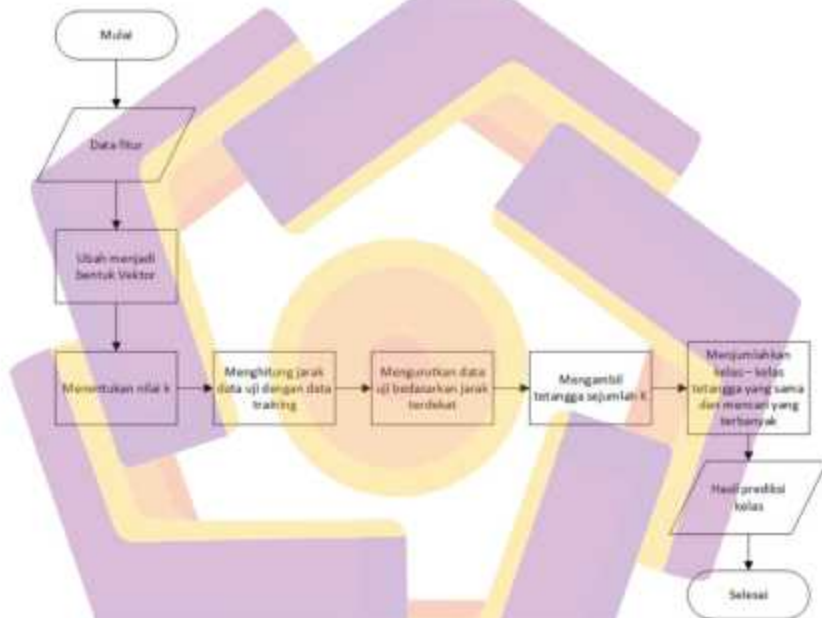 Mulai
Data fitur
Ubah menjadi
bentuk Vektor
Menentukan nilai k
Menghitung jarak
data uji dengan data
training
Mengurutkan data
uji bedasarkan jarak
terdekat
Mengambil
tetangga sejumlah K
Menjumlahkan
kelas – kelas
tetangga yang sama
dan mencari yang
terbanyak
Hasil prediksi
kelas
Selesai